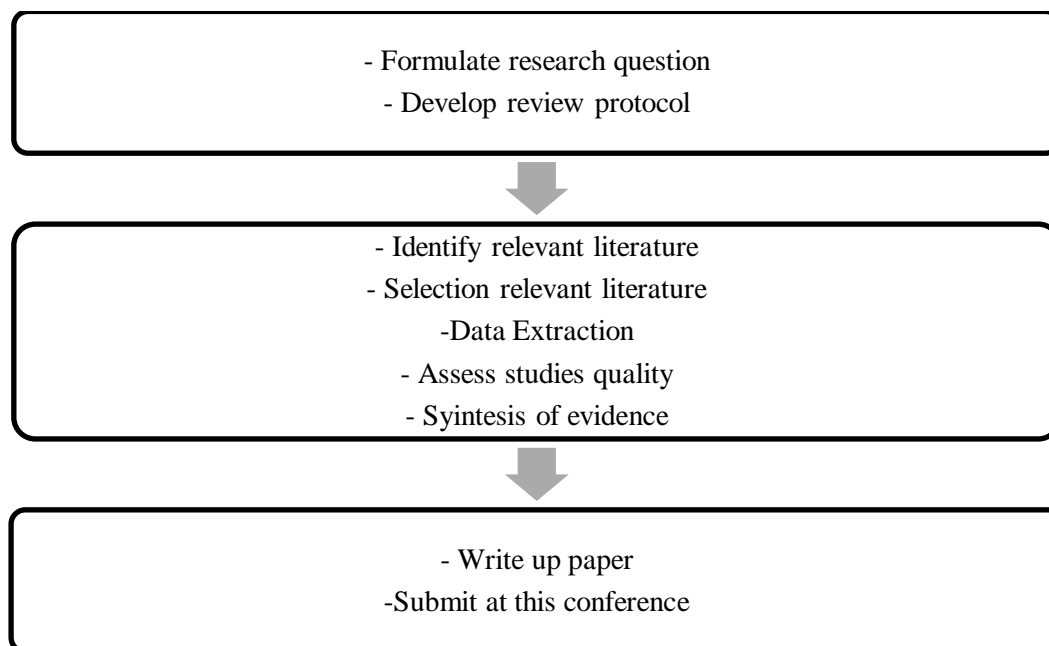 - Formulate research question
- Develop review protocol
- Identify relevant literature
- Selection relevant literature
-Data Extraction
- Assess studies quality
- Syintesis of evidence
- Write up paper
-Submit at this conference